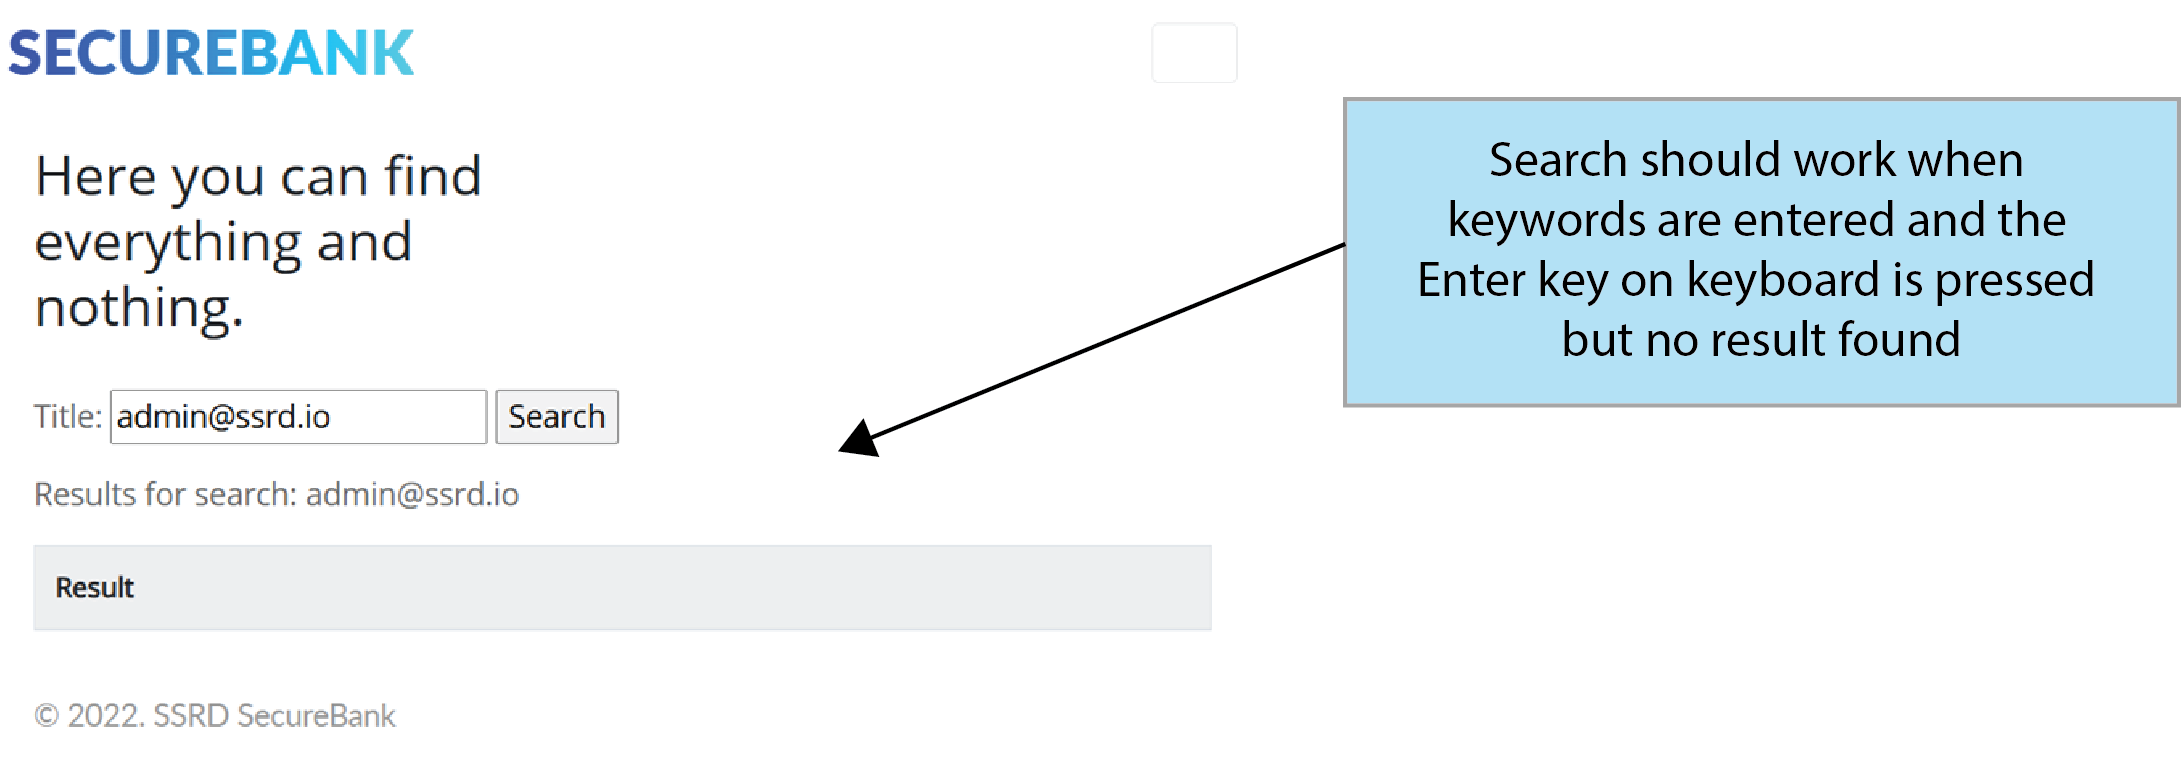 SECUREBANK
Here you can find
everything and
nothing.
Title: admin@ssrd.io Search
Results for search: admin@ssrd.io
Result
© 2022. SSRD SecureBank
Search should work when
keywords are entered and the
Enter key on keyboard is pressed
but no result found